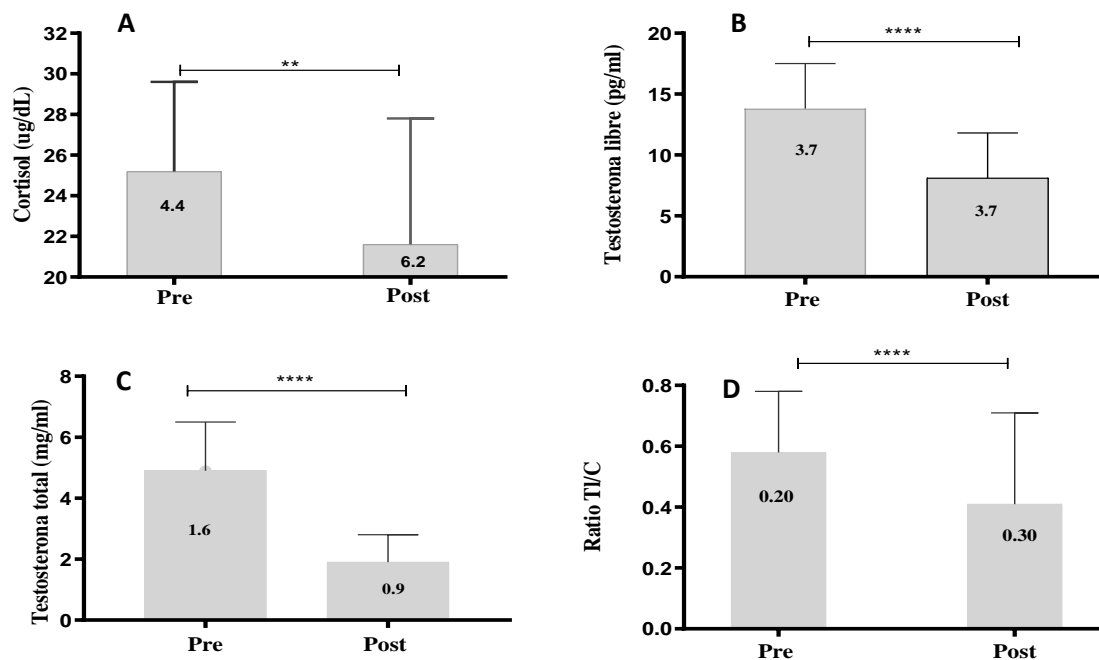 A
Cortisol (ug/dL)
32
30
28
26
24
22
20
**
4.4
6.2
Pre
Post
B
Testosterona libre (pg/ml)
20
15
10
5
0
****
3.7
3.7
Pre
Post
C
Testosterona total (mg/ml)
8
6
4
2
0
****
1.6
0.9
Pre
Post
D
Ratio Tl/C
0.8
0.6
0.4
0.2
0.0
****
0.20
0.30
Pre
Post